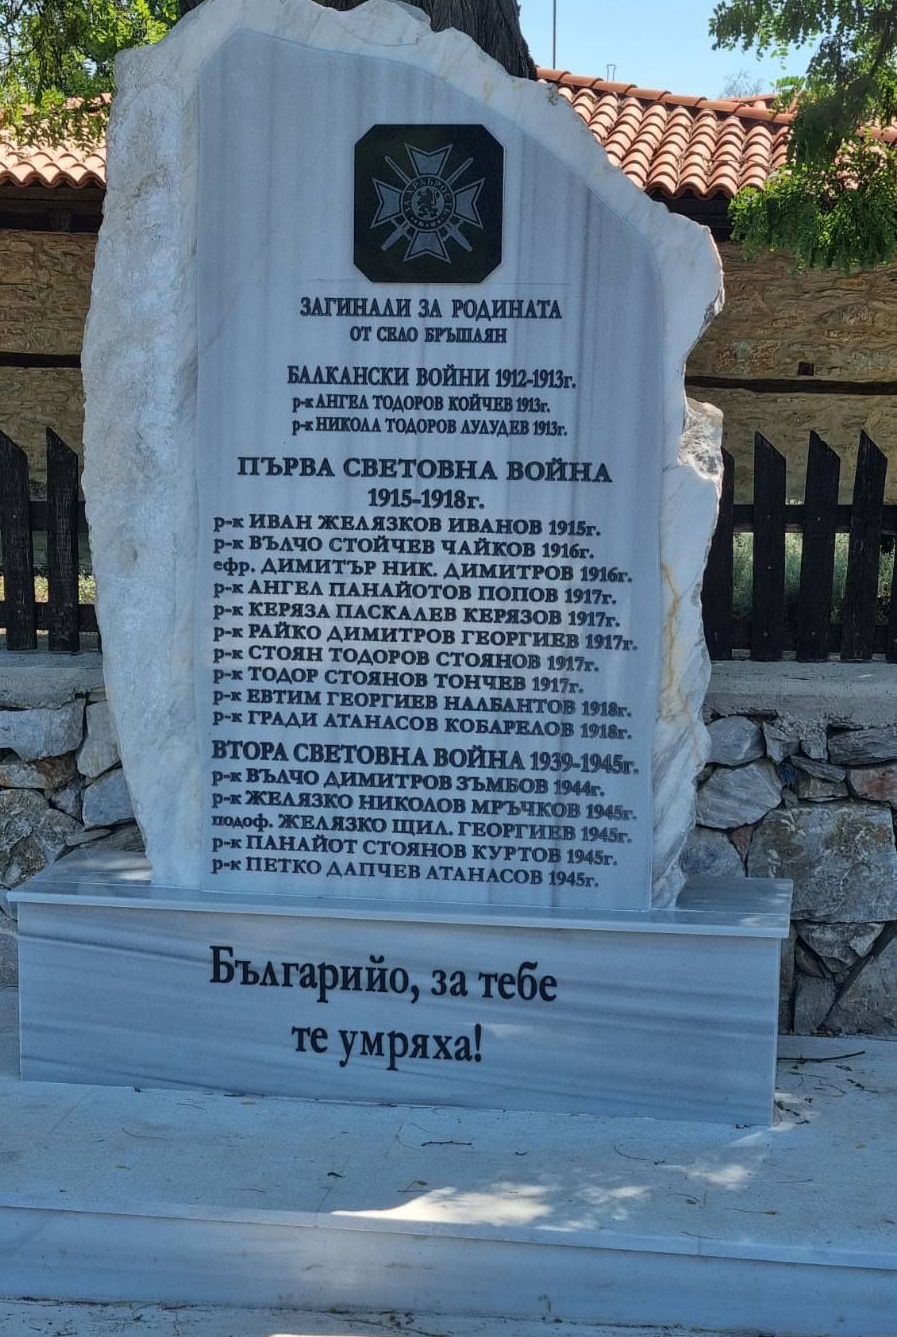 ЗА ХРАБРОСТ
ЗАГИНАЛИ ЗА РОДИНАТА
ОТ СЕЛО БРЪШЛЯН
БАЛКАНСКИ ВОЙНИ 1912-1913г.
р-к АНГЕЛ ТОДОРОВ КОЙЧЕВ 1913г.
р-к НИКОЛА ТОДОРОВ ЛУЛУДЕВ 1913г.
ПЪРВА СВЕТОВНА ВОЙНА
1915-1918г.
р-к ИВАН ЖЕЛЯЗКОВ ИВАНОВ 1915г.
р-к ВЪЛЧО СТОЙЧЕВ ЧАЙКОВ 1916г.
ефр. ДИМИТЪР НИК. ДИМИТРОВ 1916г.
р-к АНГЕЛ ПАНАЙОТОВ ПОПОВ 1917г.
р-к КЕРЯЗА ПАСКАЛЕВ КЕРЯЗОВ 1917г.
р-к РАЙКО ДИМИТРОВ ГЕОРГИЕВ 1917г.
р-к СТОЯН ТОДОРОВ СТОЯНОВ 1917г.
р-к ТОДОР СТОЯНОВ ТОНЧЕВ 1917г.
р-к ЕВТИМ ГЕОРГИЕВ НАЛБАНТОВ 1918г.
р-к ГРАДИ АТАНАСОВ КОБАРЕЛОВ 1918г.
ВТОРА СВЕТОВНА ВОЙНА 1939-1945г.
р-к ВЪЛЧО ДИМИТРОВ ЗЪМБОВ 1944г.
р-к ЖЕЛЯЗКО НИКОЛОВ МРЪЧКОВ 1945г.
подоф. ЖЕЛЯЗКО ЩИЛ. ГЕОРГИЕВ 1945г.
р-к ПАНАЙОТ СТОЯНОВ КУРТОВ 1945г.
р-к ПЕТКО ДАПЧЕВ АТАНАСОВ 1945г.
Българийо, за тебе
те умряха!